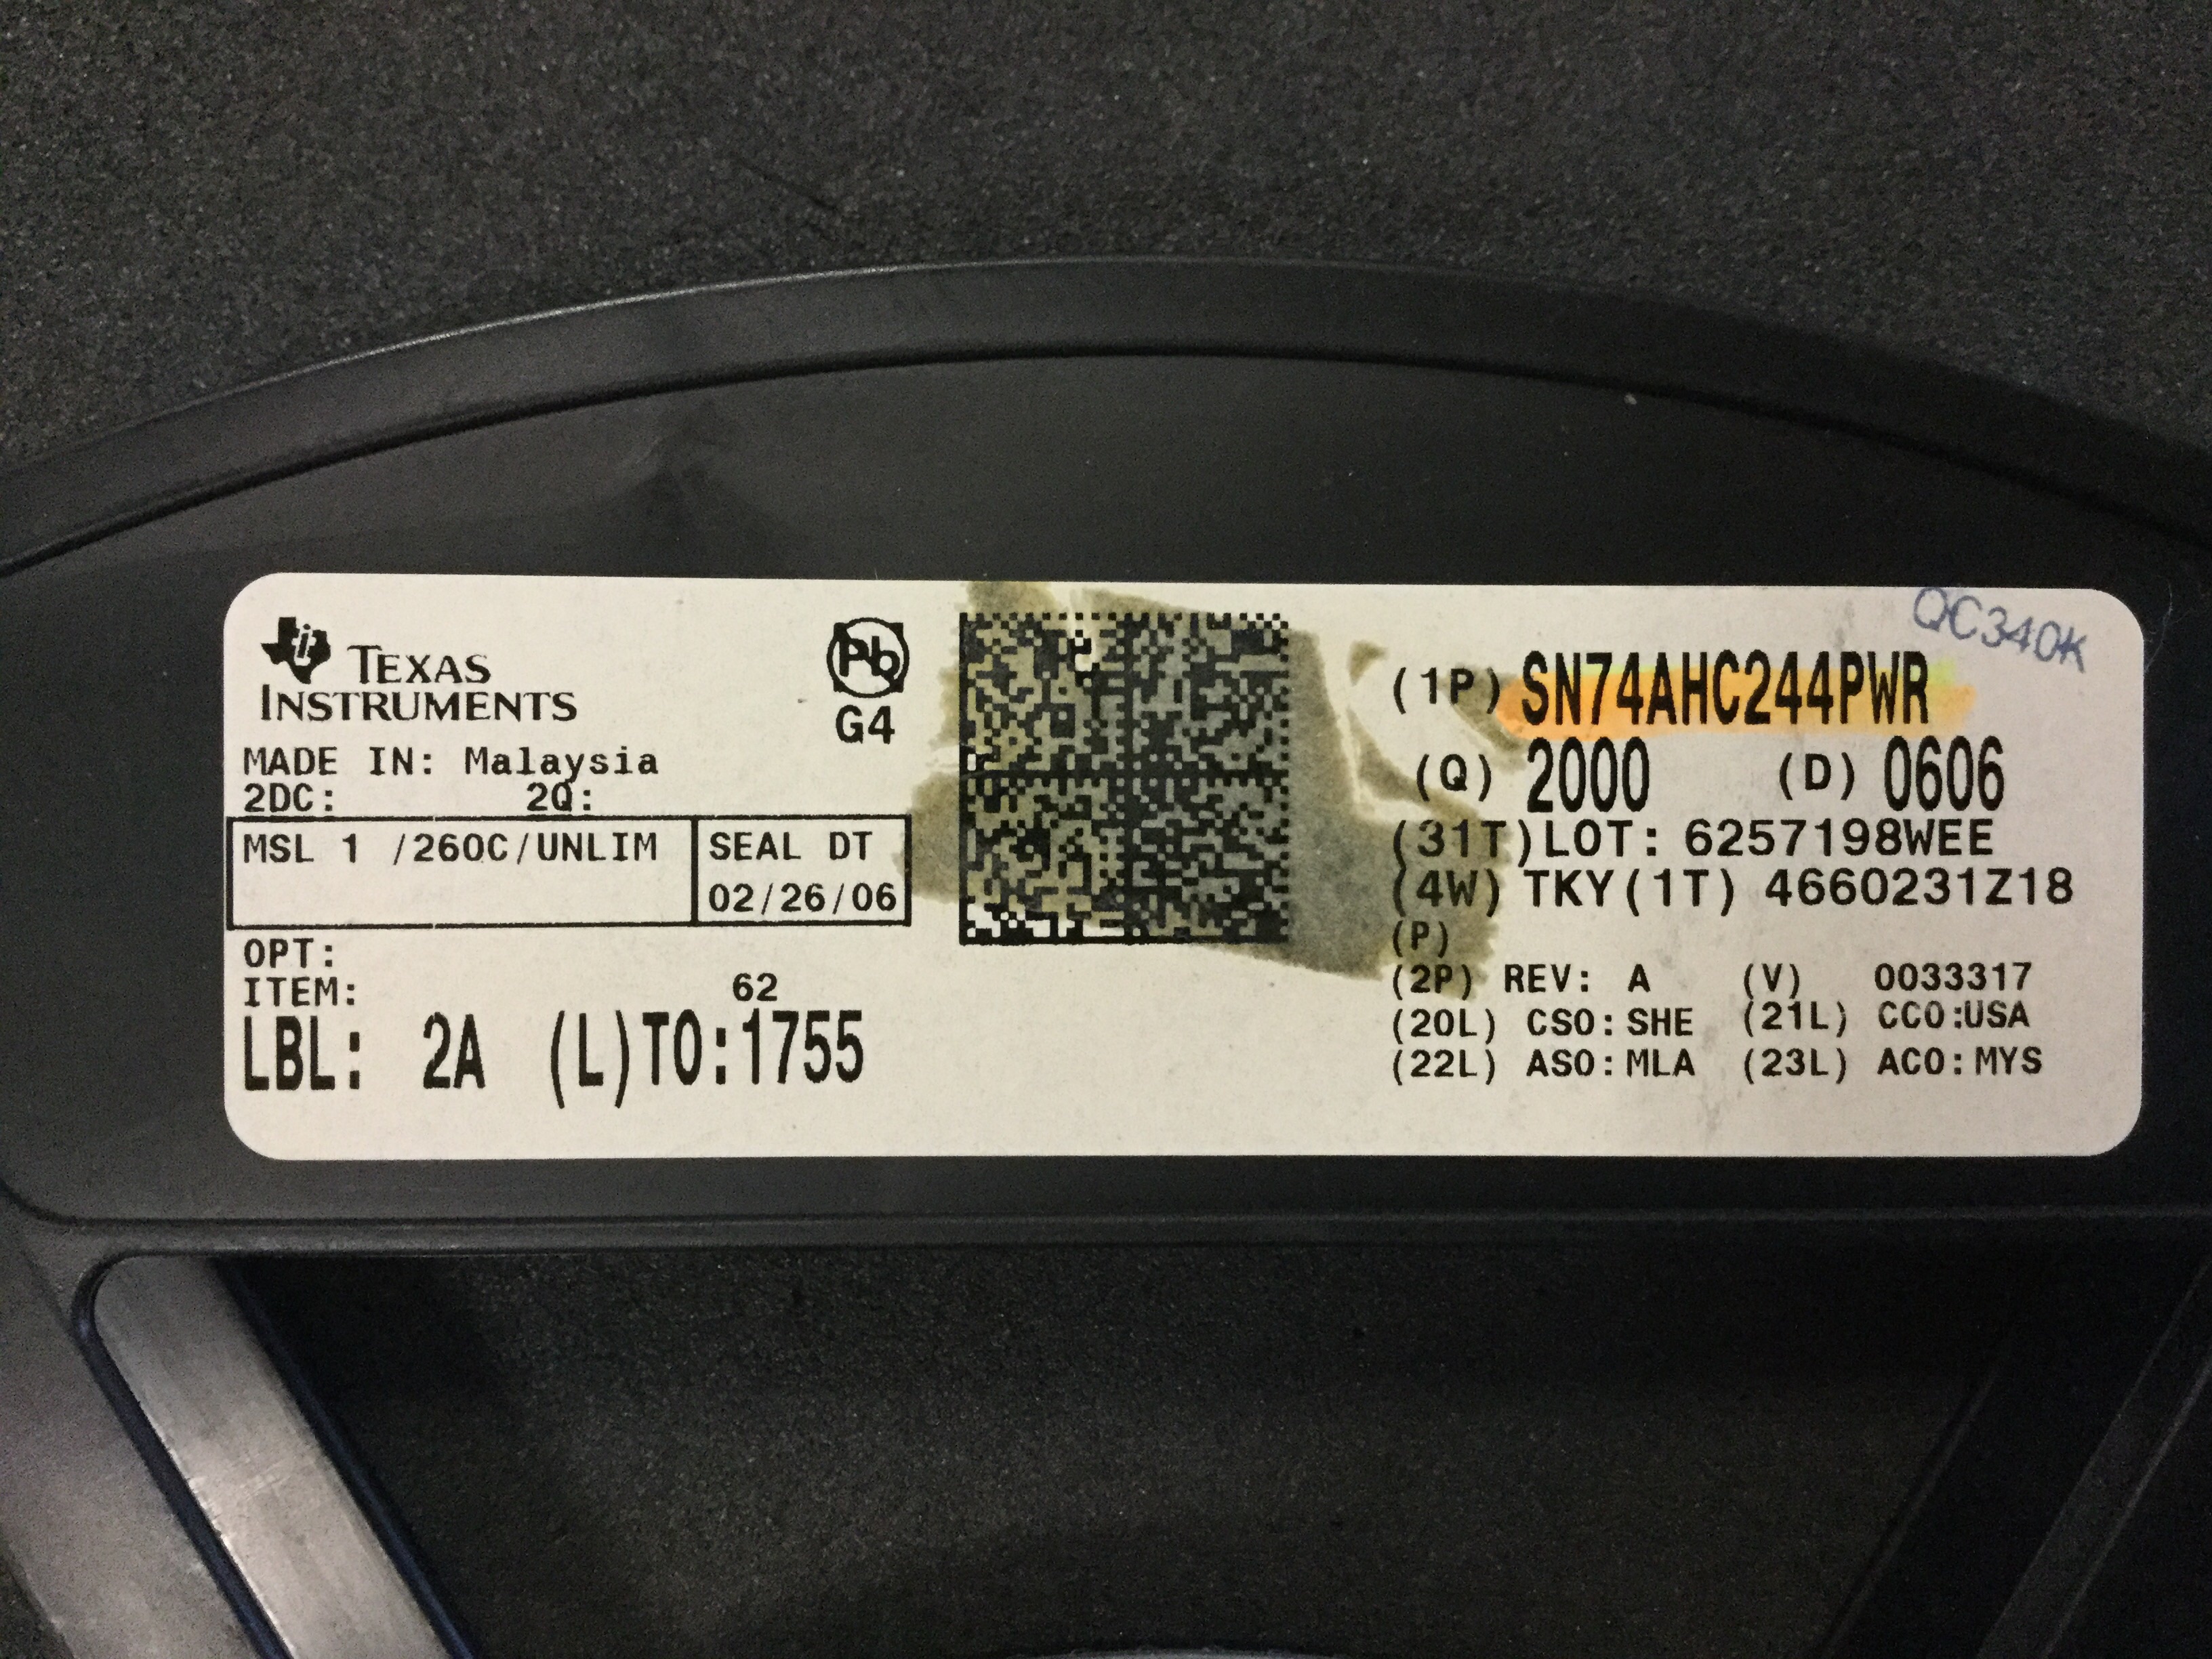 TEXAS
INSTRUMENTS
MADE IN: Malaysia
2DC: 2Q:
MSL 1 /260C/UNLIM
SEAL DT
02/26/06
OPT:
ITEM:
62
LBL: 2A (L)TO:1755
Pb
G4
QC340K
(1P) SN74AHC244PWR
(Q) 2000 (D) 0606
(31T)LOT: 6257198WEE
(4W) TKY(1T) 4660231Z18
(P)
(2P) REV: A (V) 0033317
(20L) CSO:SHE (21L) CCO:USA
(22L) ASO:MLA (23L) ACO:MYS